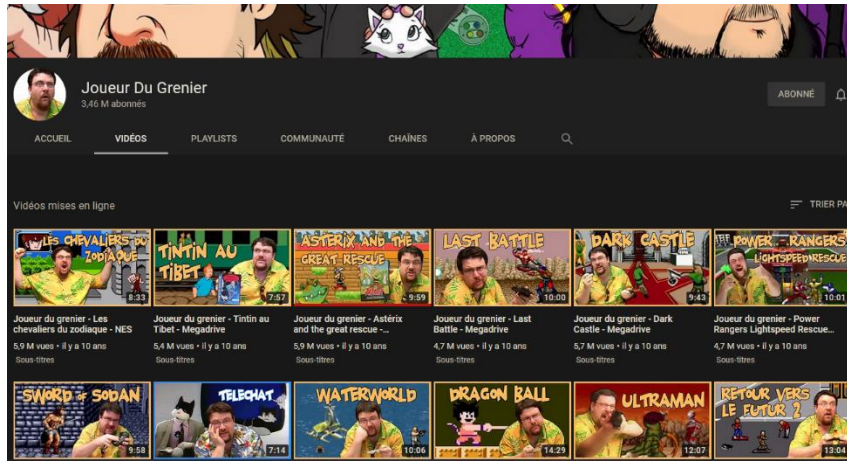 Joueur Du Grenier
3,46 M abonnés
ABONNÉ
ACCUEIL VIDÉOS PLAYLISTS COMMUNAUTÉ CHAÎNES À PROPOS
Vidéos mises en ligne
TRIER PA
LES CHEVALIERS DU
ZODIAQUE
8:33
TINTIN AU
TIBET
7:57
ASTERIX AND THE
GREAT RESCUE
9:59
LAST BATTLE
10:00
DARK CASTLE
9:43
POWER RANGERS
LIGHTSPEED RESCUE
10:01
Joueur du grenier - Les
chevaliers du zodiaque - NES
5,9 M vues • il y a 10 ans
Sous-titres
Joueur du grenier - Tintin au
Tibet - Megadrive
5,4 M vues • il y a 10 ans
Sous-titres
Joueur du grenier - Astérix
and the great rescue -...
5,9 M vues • il y a 10 ans
Sous-titres
Joueur du grenier - Last
Battle - Megadrive
4,7 M vues • il y a 10 ans
Sous-titres
Joueur du grenier - Dark
Castle - Megadrive
5,7 M vues • il y a 10 ans
Sous-titres
Joueur du grenier - Power
Rangers Lightspeed Rescue...
4,7 M vues • il y a 10 ans
Sous-titres
SWORD OF SODAN
9:58
TELECHAT
7:14
WATERWORLD
10:06
DRAGON BALL
14:29
ULTRAMAN
12:07
RETOUR VERS
LE FUTUR 2
13:04